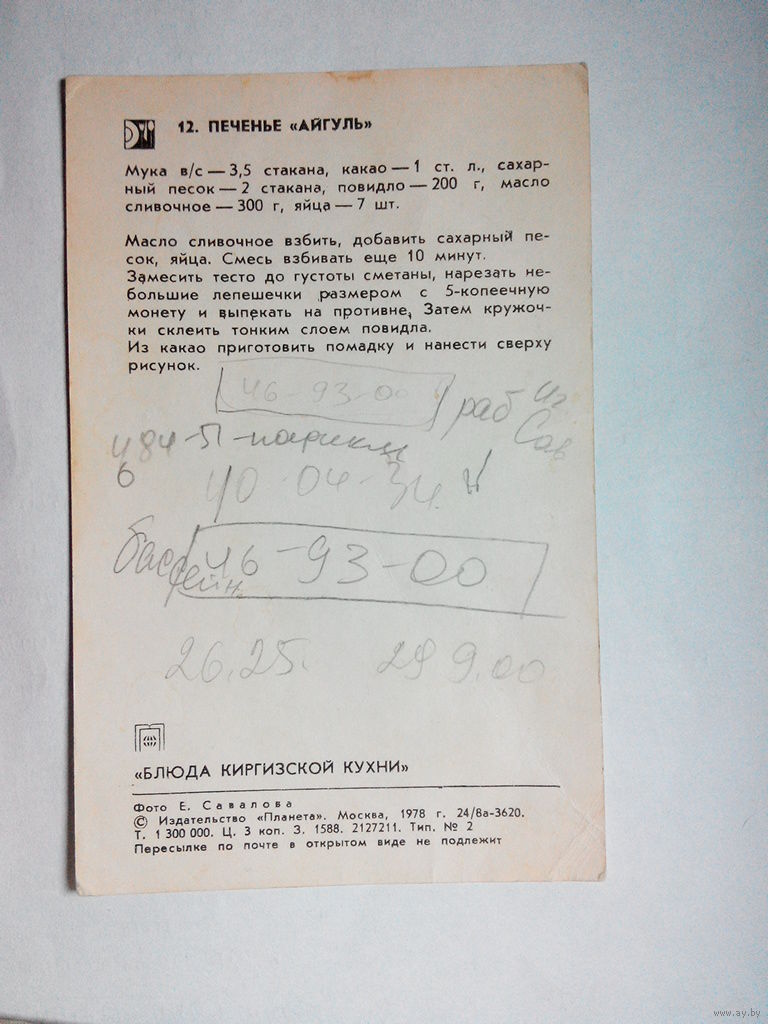 12. ПЕЧЕНЬЕ «АЙГУЛЬ»
Мука в/с — 3,5 стакана, какао — 1 ст. л., сахар-
ный песок — 2 стакана, повидло — 200 г, масло
сливочное — 300 г, яйца — 7 шт.
Масло сливочное взбить, добавить сахарный пе-
сок, яйца. Смесь взбивать еще 10 минут.
Замесить тесто до густоты сметаны, нарезать не-
большие лепешечки размером с 5-копеечную
монету и выпекать на противне, Затем кружоч-
ки склеить тонким слоем повидла.
Из какао приготовить помадку и нанести сверху
рисунок.
46-93-00 раб
6
40-04-34
бассейн 46-93-00
26.25. 29 9.00
«БЛЮДА КИРГИЗСКОЙ КУХНИ»
Фото Е. Савалова
© Издательство «Планета». Москва, 1978 г. 24/8а-3620.
Т. 1 300 000. Ц. 3 коп. З. 1588. 2127211. Тип. № 2
Пересылке по почте в открытом виде не подлежит
www.ay.by